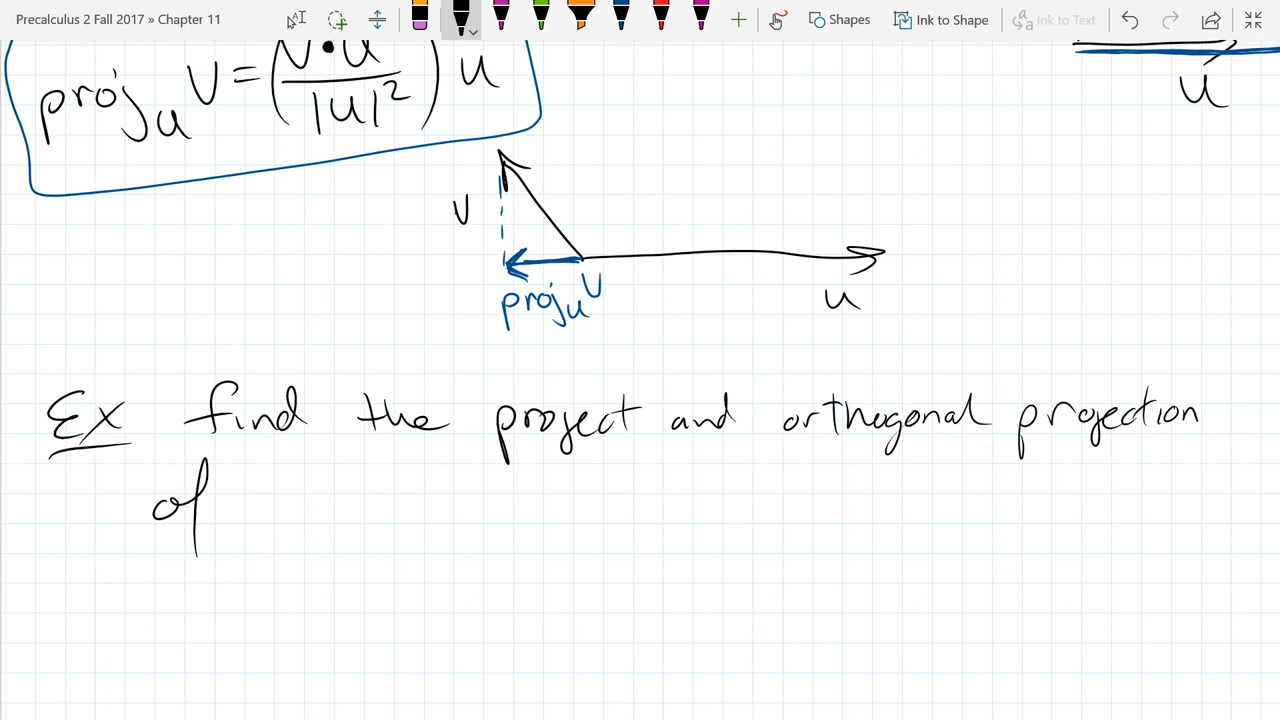 Precalculus 2 Fall 2017 » Chapter 11
Shapes
Ink to Shape
Ink to Text
proj_u v = (v • u / |u|²) u
u
v
proj_u v
u
Ex find the project and orthogonal projection
of